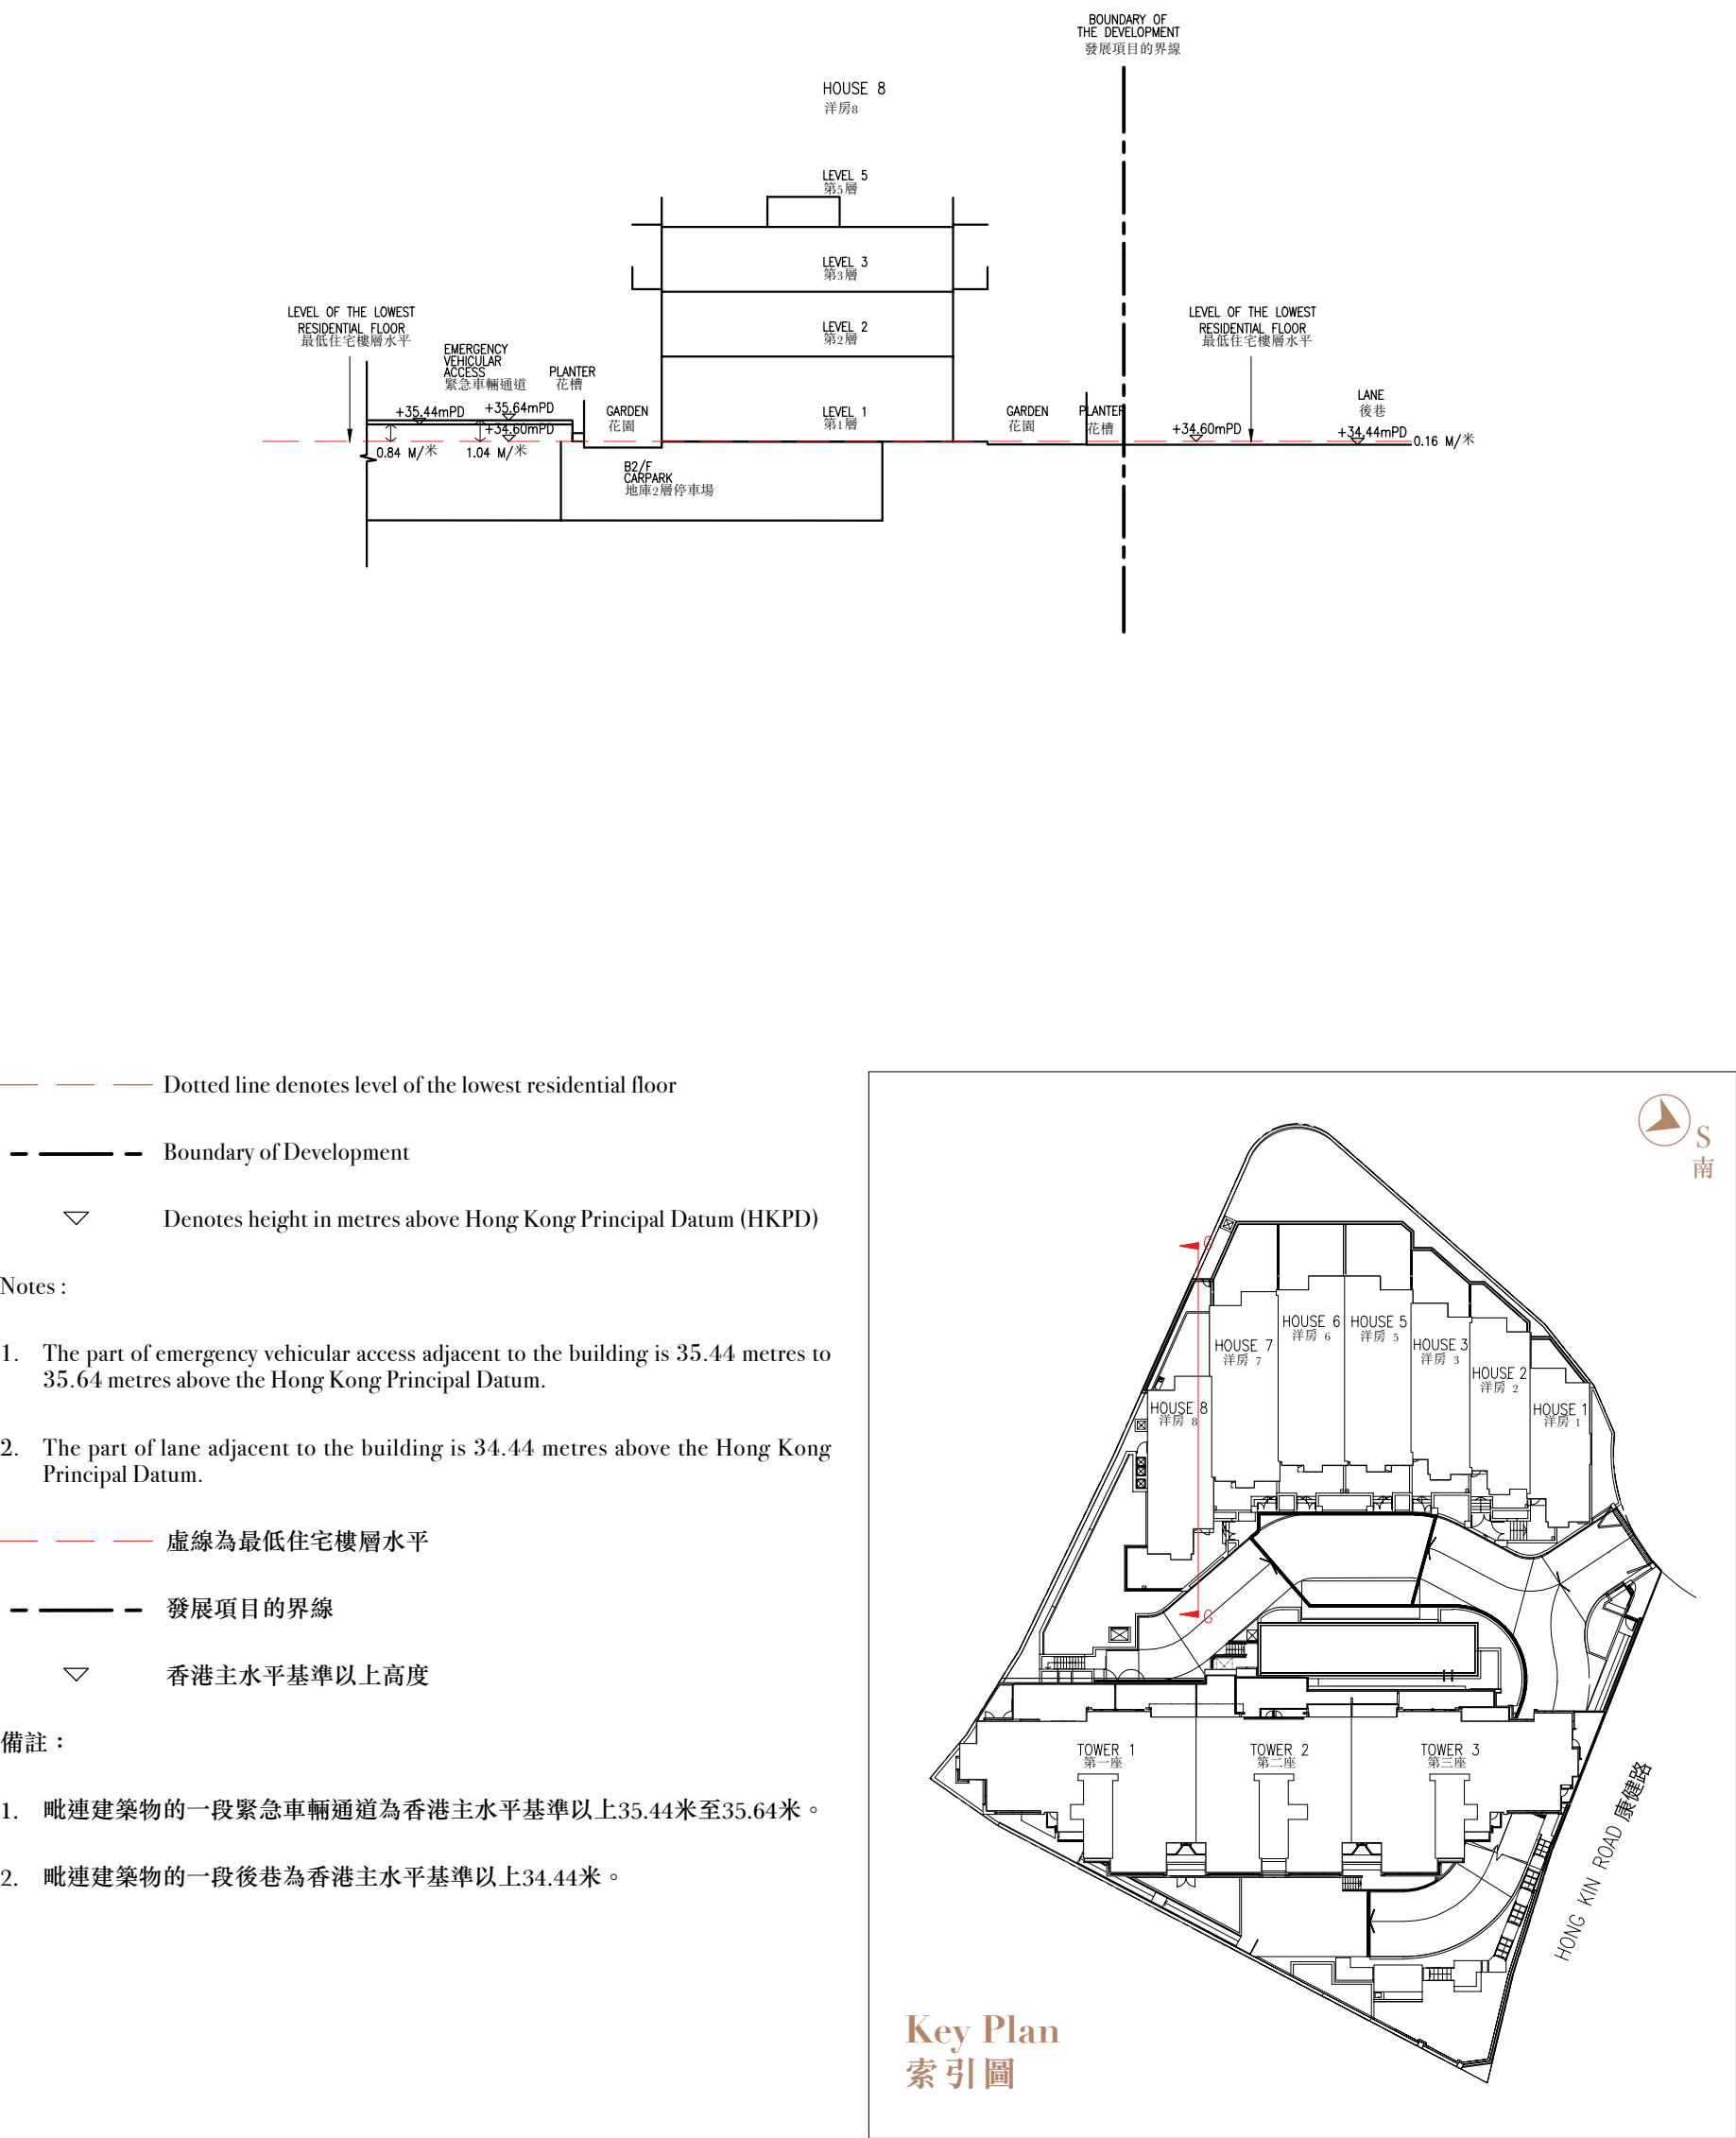 BOUNDARY OF
THE DEVELOPMENT
發展項目的界線
HOUSE 8
洋房8
LEVEL 5
第5層
LEVEL 3
第3層
LEVEL 2
第2層
LEVEL 1
第1層
LEVEL OF THE LOWEST
RESIDENTIAL FLOOR
最低住宅樓層水平
EMERGENCY
VEHICULAR
ACCESS
緊急車輛通道
PLANTER
花槽
+35.44mPD
+35.64mPD
+34.60mPD
0.84 M/米
1.04 M/米
GARDEN
花園
B2/F
CARPARK
地庫2層停車場
GARDEN
花園
PLANTER
花槽
LEVEL OF THE LOWEST
RESIDENTIAL FLOOR
最低住宅樓層水平
LANE
後巷
+34.60mPD
+34.44mPD
0.16 M/米
Dotted line denotes level of the lowest residential floor
Boundary of Development
Denotes height in metres above Hong Kong Principal Datum (HKPD)
Notes :
1. The part of emergency vehicular access adjacent to the building is 35.44 metres to
35.64 metres above the Hong Kong Principal Datum.
2. The part of lane adjacent to the building is 34.44 metres above the Hong Kong
Principal Datum.
虛線為最低住宅樓層水平
發展項目的界線
香港主水平基準以上高度
備註：
1. 毗連建築物的一段緊急車輛通道為香港主水平基準以上35.44米至35.64米。
2. 毗連建築物的一段後巷為香港主水平基準以上34.44米。
S
南
G
HOUSE 6
洋房 6
HOUSE 5
洋房 5
HOUSE 7
洋房 7
HOUSE 3
洋房 3
HOUSE 2
洋房 2
HOUSE 8
洋房 8
HOUSE 1
洋房 1
G
TOWER 1
第一座
TOWER 2
第二座
TOWER 3
第三座
HONG KIN ROAD 康健路
Key Plan
索引圖